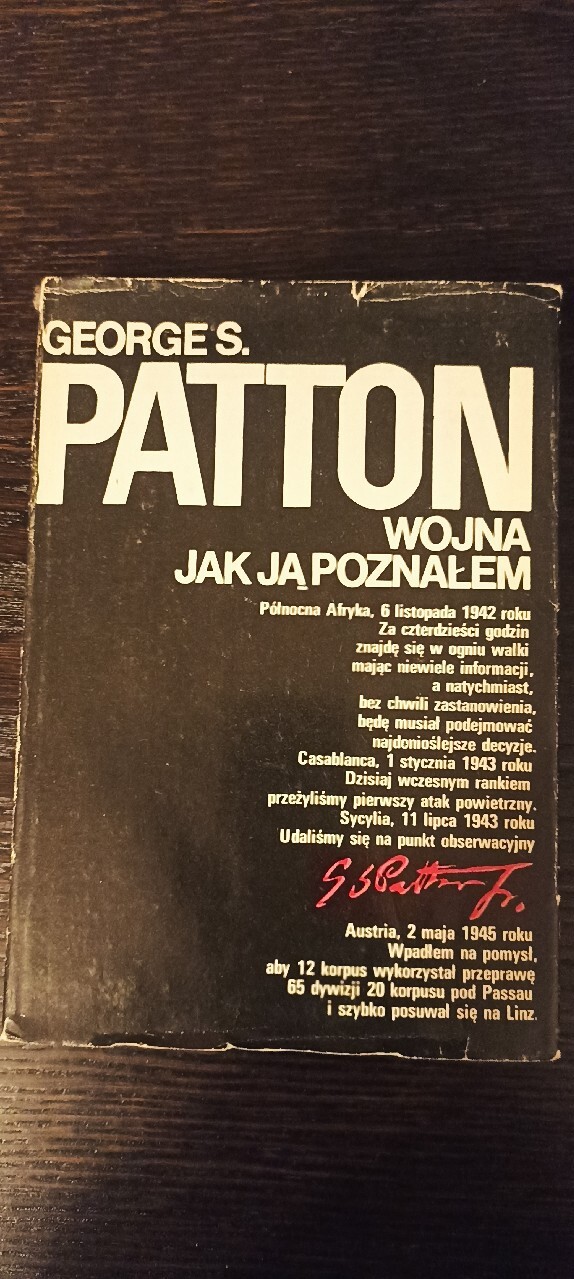 GEORGE S.
PATTON
WOJNA
JAK JĄ POZNAŁEM
Północna Afryka, 6 listopada 1942 roku
Za czterdzieści godzin
znajdę się w ogniu walki
mając niewiele informacji,
a natychmiast,
bez chwili zastanowienia,
będę musiał podejmować
najdonioślejsze decyzje.
Casablanca, 1 stycznia 1943 roku
Dzisiaj wczesnym rankiem
przeżyliśmy pierwszy atak powietrzny.
Sycylia, 11 lipca 1943 roku
Udaliśmy się na punkt obserwacyjny
G S Patton Jr.
Austria, 2 maja 1945 roku
Wpadłem na pomysł,
aby 12 korpus wykorzystał przeprawę
65 dywizji 20 korpusu pod Passau
i szybko posuwał się na Linz.